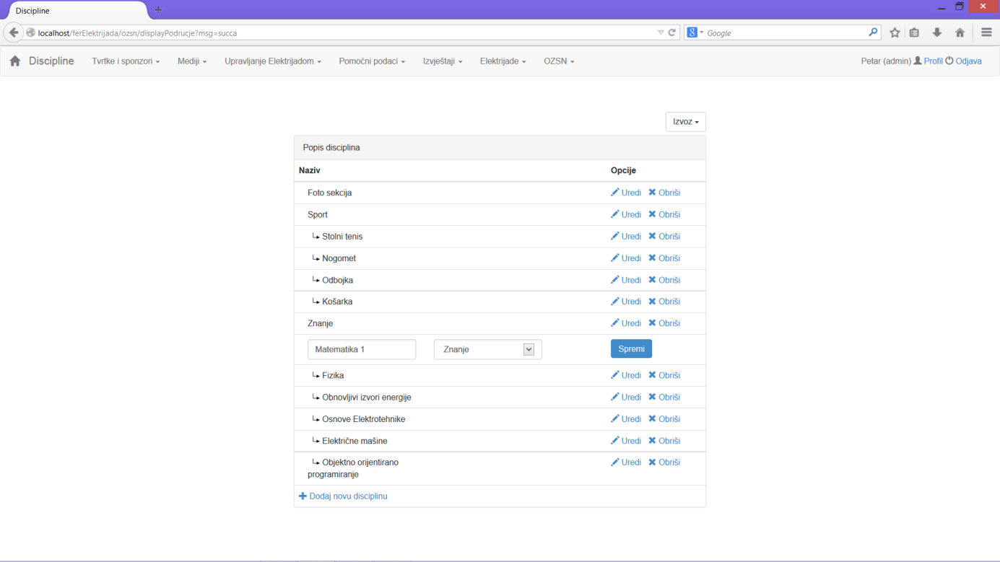 Discipline
localhost/ferElektrijada/ozsn/displayPodrucje?msg=succa
8
Google
Discipline Tvrtke i sponzori Mediji Upravljanje Elektrijadom Pomoćni podaci Izvještaji Elektrijade OZSN Petar (admin) Profil Odjava
Izvoz
Popis disciplina
Naziv Opcije
Foto sekcija Uredi Obriši
Sport Uredi Obriši
Stolni tenis Uredi Obriši
Nogomet Uredi Obriši
Odbojka Uredi Obriši
Košarka Uredi Obriši
Znanje Uredi Obriši
Matematika 1 Znanje Spremi
Fizika Uredi Obriši
Obnovljivi izvori energije Uredi Obriši
Osnove Elektrotehnike Uredi Obriši
Električne mašine Uredi Obriši
Objektno orijentirano Uredi Obriši
programiranje
Dodaj novu disciplinu